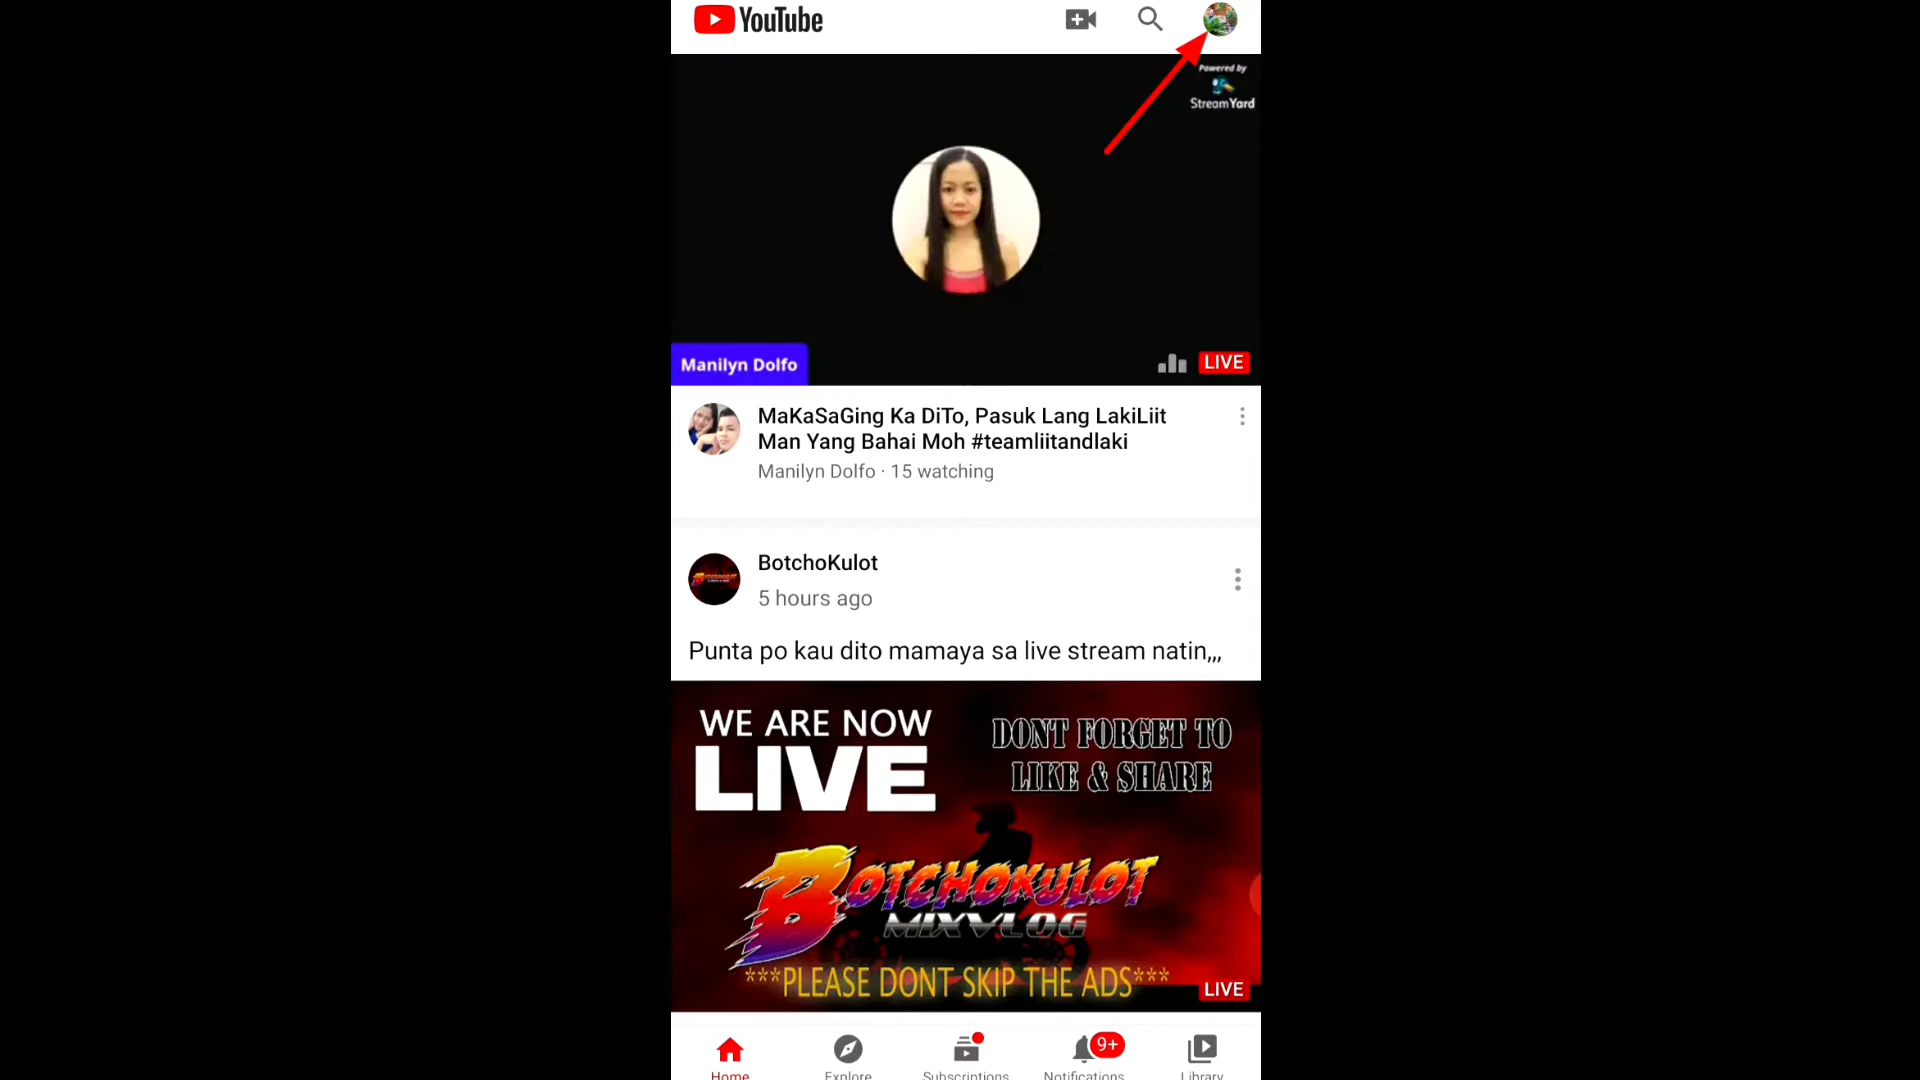 YouTube
Powered by
StreamYard
Manilyn Dolfo
LIVE
MaKaSaGing Ka DiTo, Pasuk Lang LakiLiit
Man Yang Bahai Moh #teamliitandlaki
Manilyn Dolfo · 15 watching
BotchoKulot
5 hours ago
Punta po kau dito mamaya sa live stream natin,,,
WE ARE NOW
LIVE
DONT FORGET TO
LIKE & SHARE
BOTCHOKULOT
MIXVLOG
***PLEASE DONT SKIP THE ADS***
LIVE
9+
Home Explore Subscriptions Notifications Library